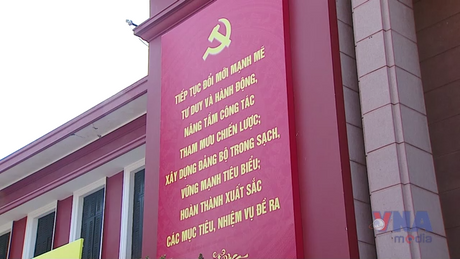 TIẾP TỤC ĐỔI MỚI MẠNH MẼ
TƯ DUY VÀ HÀNH ĐỘNG,
NÂNG TẦM CÔNG TÁC
THAM MƯU CHIẾN LƯỢC;
XÂY DỰNG ĐẢNG BỘ TRONG SẠCH,
VỮNG MẠNH TIÊU BIỂU;
HOÀN THÀNH XUẤT SẮC
CÁC MỤC TIÊU, NHIỆM VỤ ĐỀ RA
VNA
media